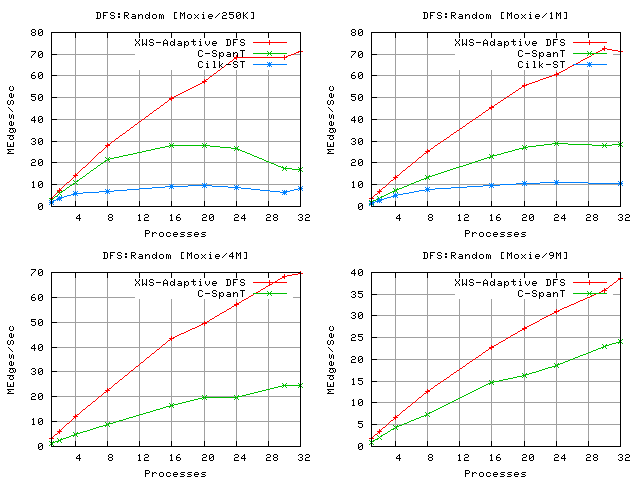 DFS:Random [Moxie/250K]
80
70
60
50
40
30
20
10
0
MEdges/Sec
XWS-Adaptive DFS
C-SpanT
Cilk-ST
4 8 12 16 20 24 28 32
Processes
DFS:Random [Moxie/1M]
80
70
60
50
40
30
20
10
0
MEdges/Sec
XWS-Adaptive DFS
C-SpanT
Cilk-ST
4 8 12 16 20 24 28 32
Processes
DFS:Random [Moxie/4M]
70
60
50
40
30
20
10
0
MEdges/Sec
XWS-Adaptive DFS
C-SpanT
4 8 12 16 20 24 28 32
Processes
DFS:Random [Moxie/9M]
40
35
30
25
20
15
10
5
0
MEdges/Sec
XWS-Adaptive DFS
C-SpanT
4 8 12 16 20 24 28 32
Processes